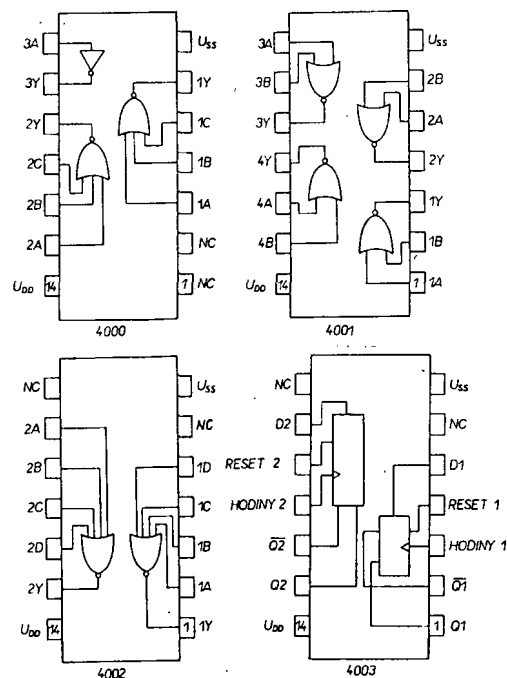 3A
3Y
2Y
2C
2B
2A
U_DD 14
U_SS
1Y
1C
1B
1A
NC
1 NC
4000
3A
3B
3Y
4Y
4A
4B
U_DD 14
U_SS
2B
2A
2Y
1Y
1B
1 1A
4001
NC
2A
2B
2C
2D
2Y
U_DD 14
U_SS
NC
1D
1C
1B
1A
1 1Y
4002
NC
D2
RESET 2
HODINY 2
Q̅2̅
Q2
U_DD 14
U_SS
NC
D1
RESET 1
HODINY 1
Q̅1̅
1 Q1
4003